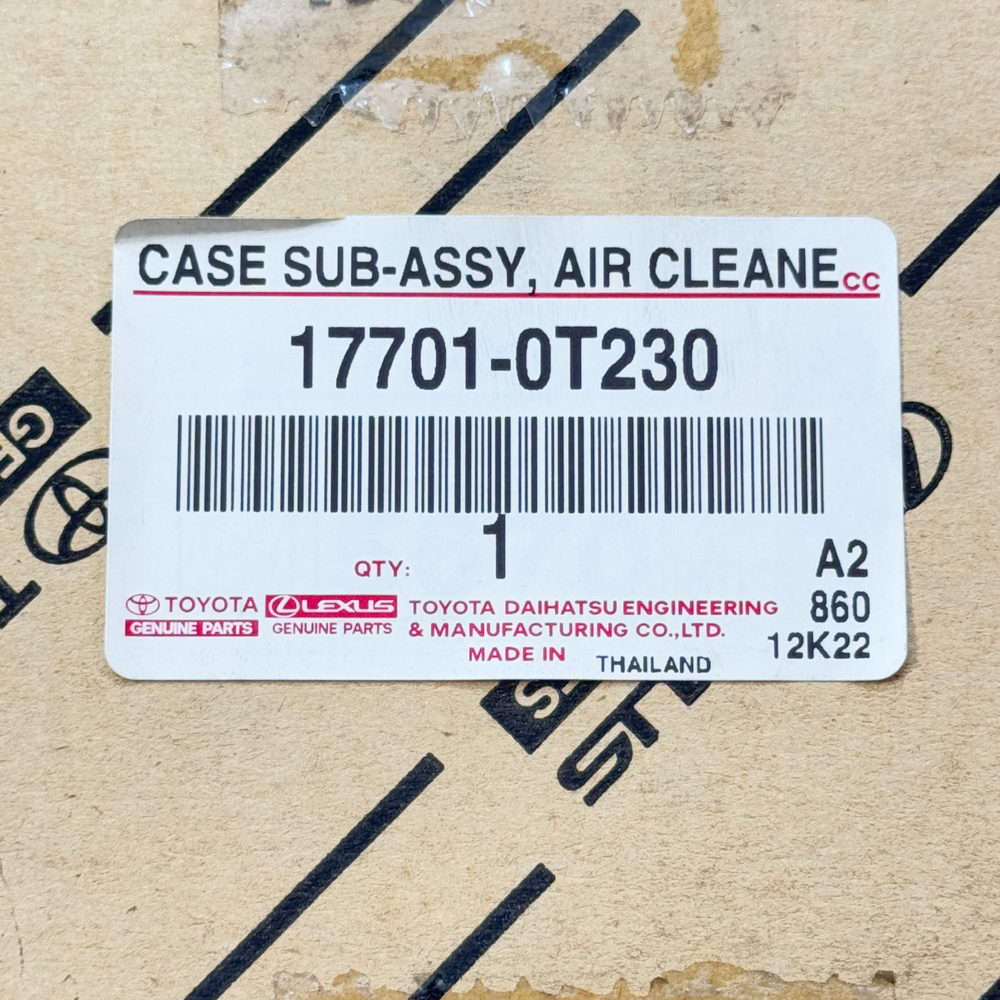 CASE SUB-ASSY, AIR CLEANE CC
17701-0T230
1
QTY:
A2
TOYOTA LEXUS TOYOTA DAIHATSU ENGINEERING 860
GENUINE PARTS GENUINE PARTS & MANUFACTURING CO.,LTD. 12K22
MADE IN THAILAND